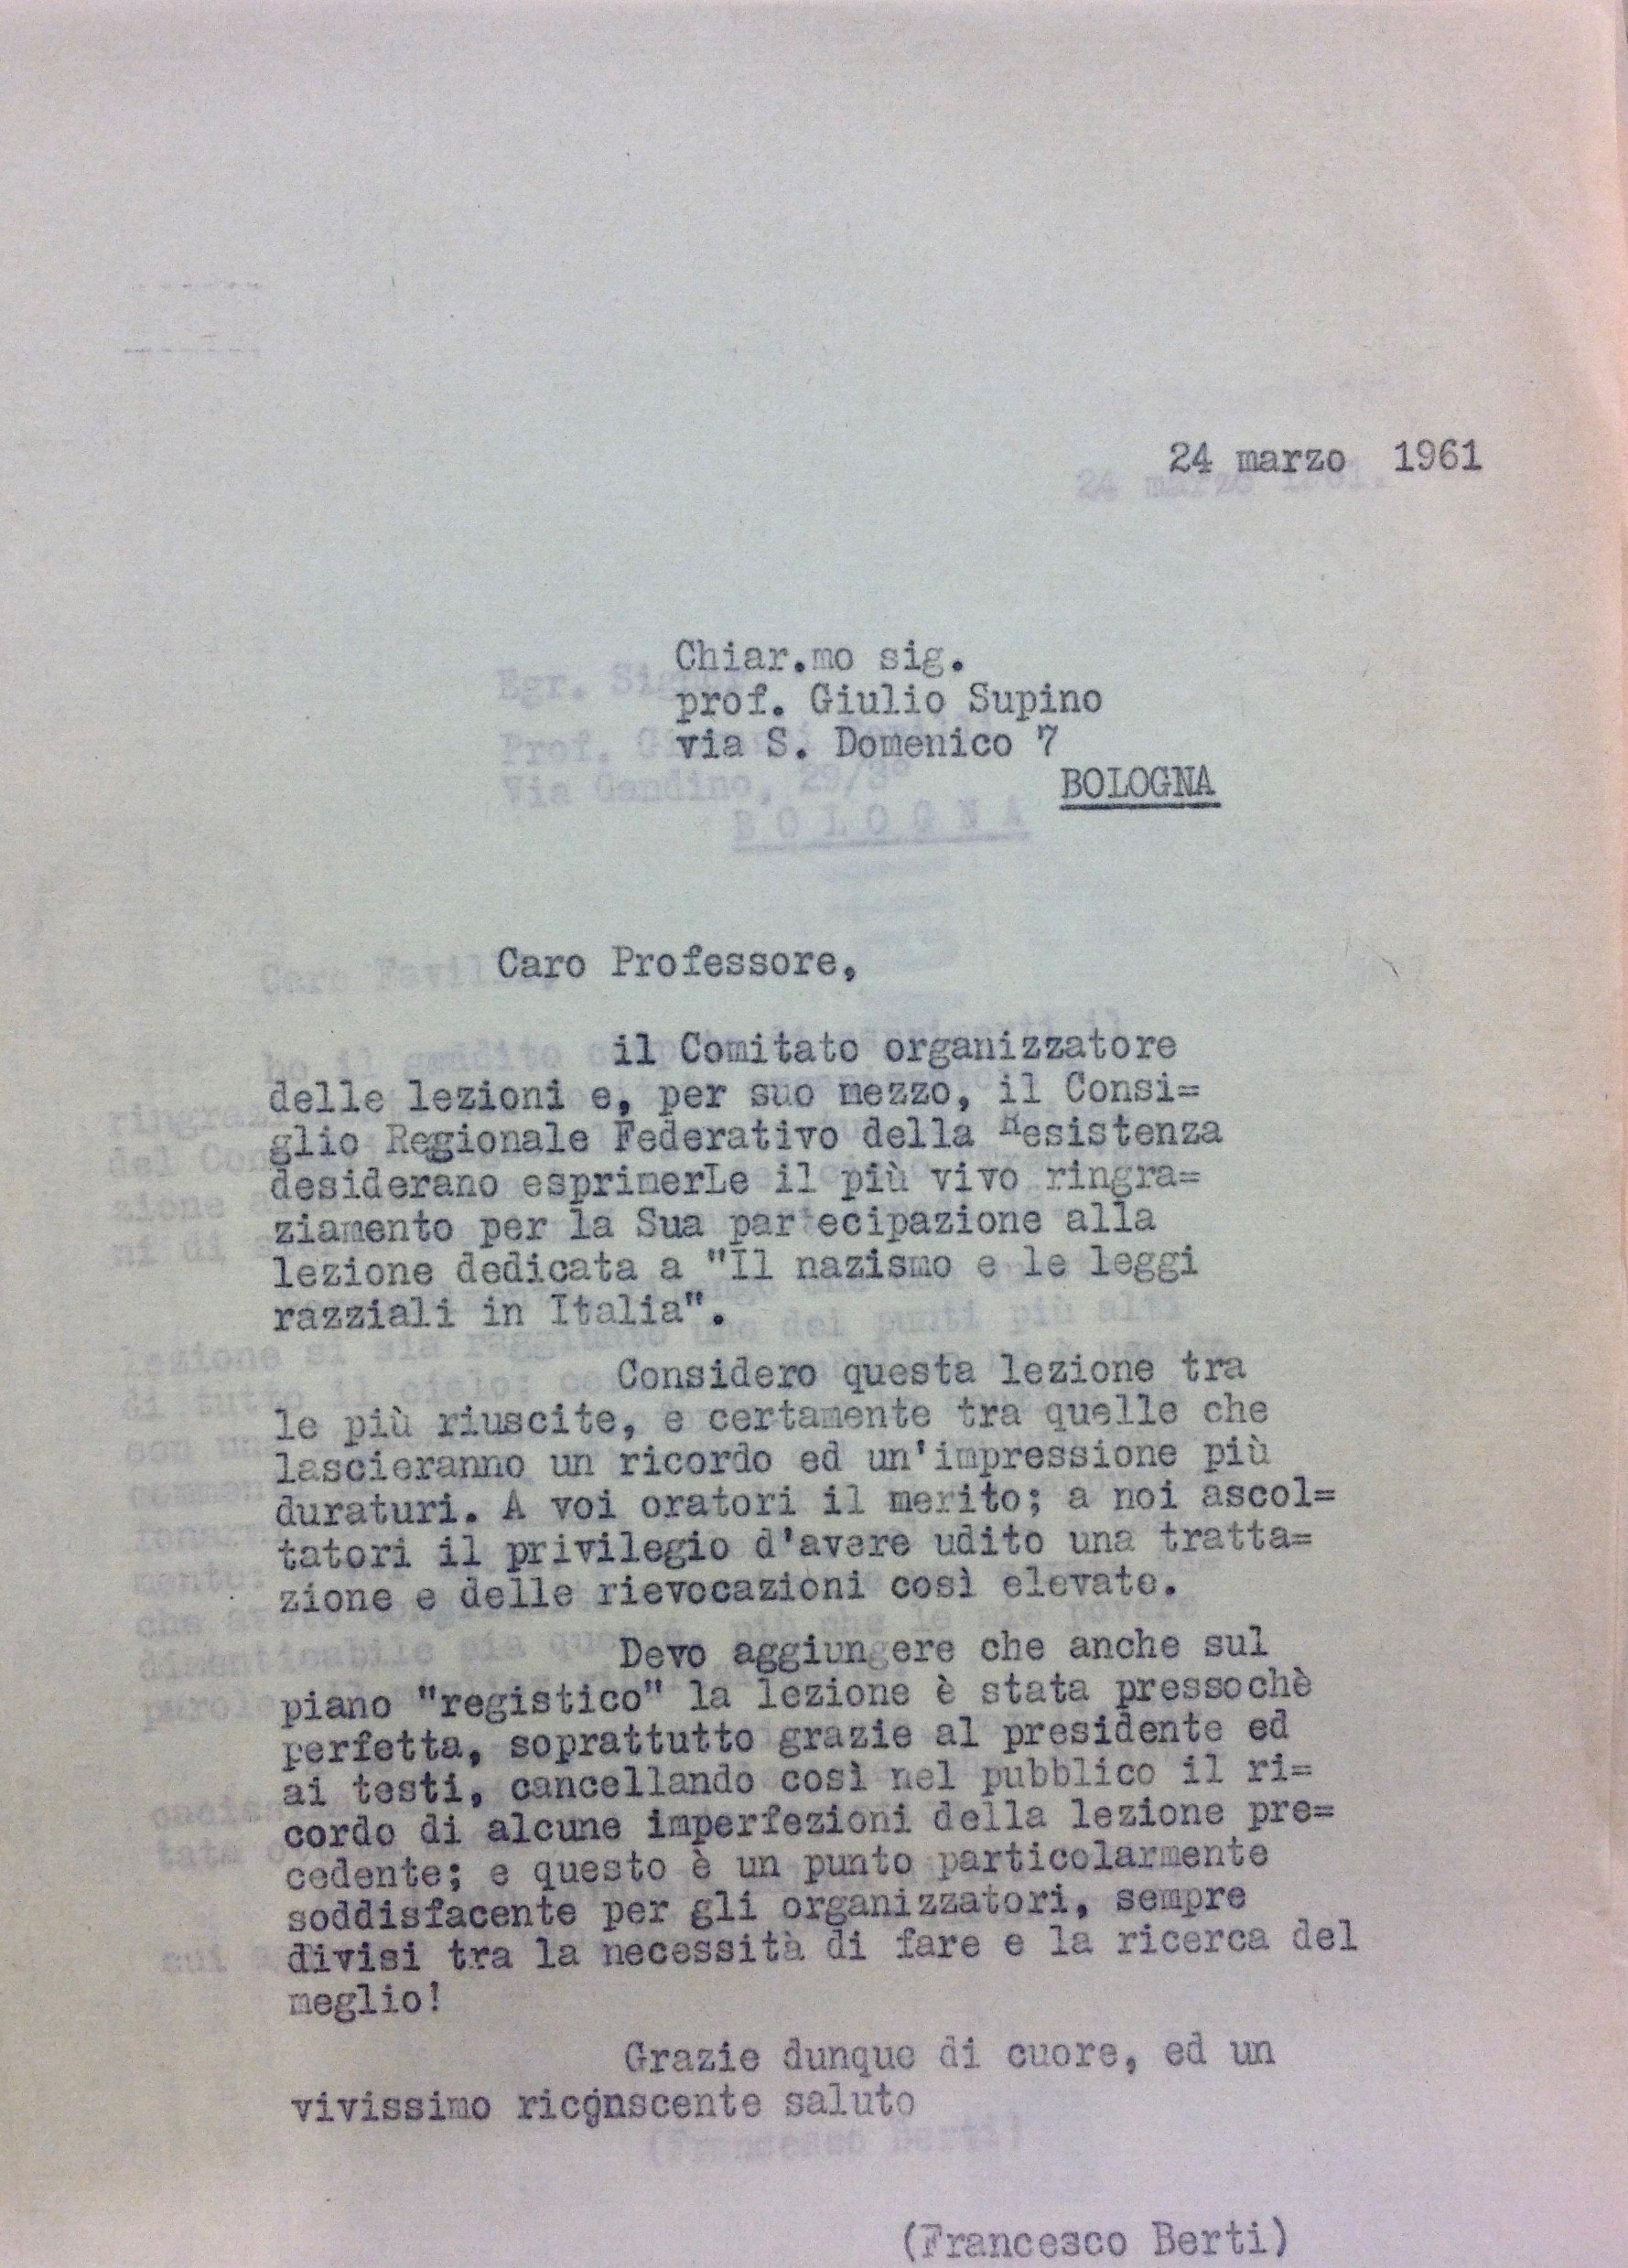 24 marzo 1961
Chiar.mo sig.
prof. Giulio Supino
via S. Domenico 7
BOLOGNA
Caro Professore,
il Comitato organizzatore
delle lezioni e, per suo mezzo, il Consi=
glio Regionale Federativo della Resistenza
desiderano esprimerLe il più vivo ringra=
ziamento per la Sua partecipazione alla
lezione dedicata a "Il nazismo e le leggi
razziali in Italia".
Considero questa lezione tra
le più riuscite, e certamente tra quelle che
lascieranno un ricordo ed un'impressione più
duraturi. A voi oratori il merito; a noi ascol=
tatori il privilegio d'avere udito una tratta=
zione e delle rievocazioni così elevate.
Devo aggiungere che anche sul
piano "registico" la lezione è stata pressochè
perfetta, soprattutto grazie al presidente ed
ai testi, cancellando così nel pubblico il ri=
cordo di alcune imperfezioni della lezione pre=
cedente; e questo è un punto particolarmente
soddisfacente per gli organizzatori, sempre
divisi tra la necessità di fare e la ricerca del
meglio!
Grazie dunque di cuore, ed un
vivissimo riconscente saluto
(Francesco Berti)